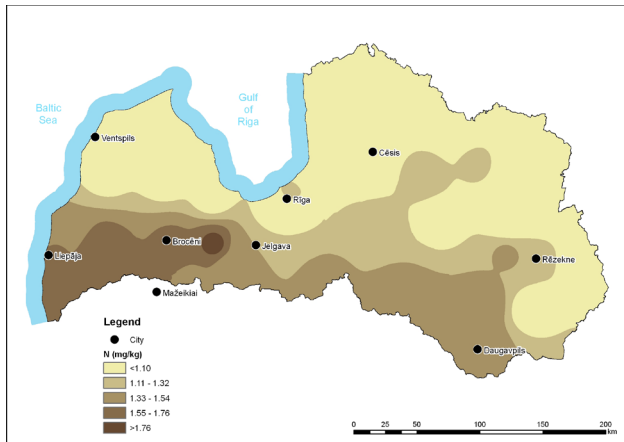 Baltic
Sea
Gulf
of
Riga
Ventspils
Cēsis
Rīga
Brocēni
Jelgava
Liepāja
Rēzekne
Mažeikiai
Daugavpils
Legend
City
N (mg/kg)
<1.10
1.11 - 1.32
1.33 - 1.54
1.55 - 1.76
>1.76
0 25 50 100 150 200
km